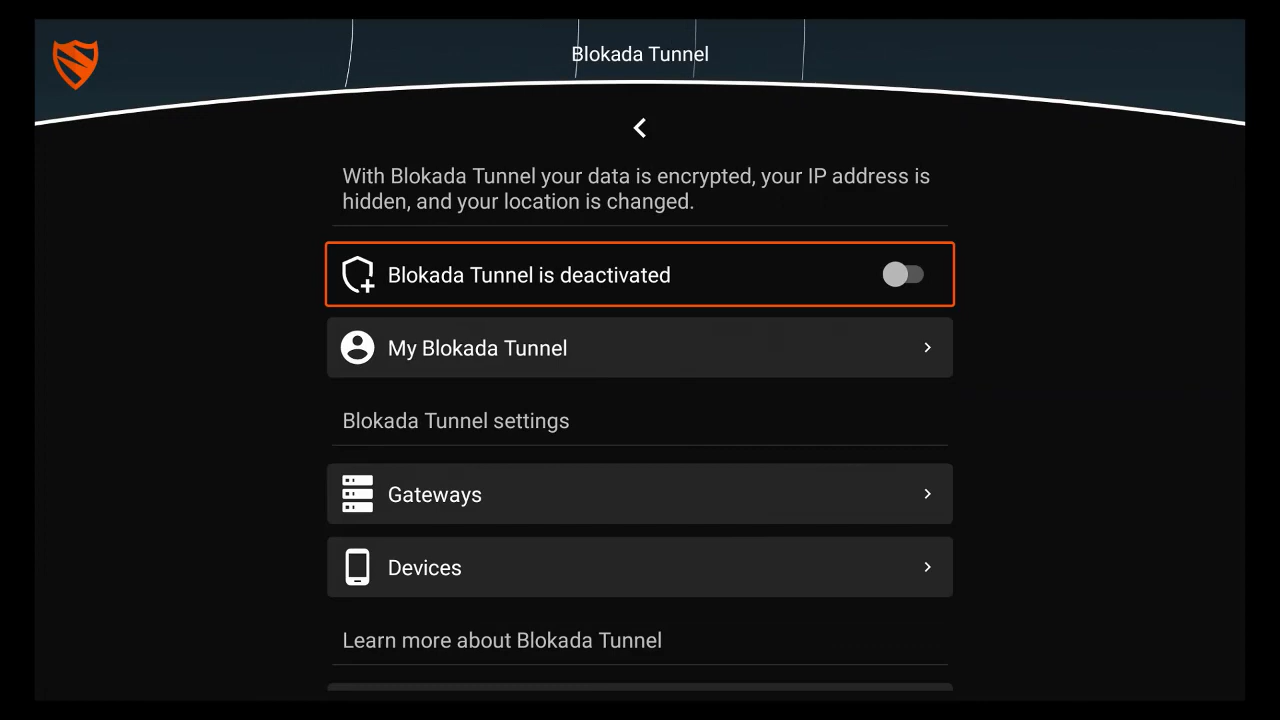 Blokada Tunnel
With Blokada Tunnel your data is encrypted, your IP address is
hidden, and your location is changed.
Blokada Tunnel is deactivated
My Blokada Tunnel
Blokada Tunnel settings
Gateways
Devices
Learn more about Blokada Tunnel